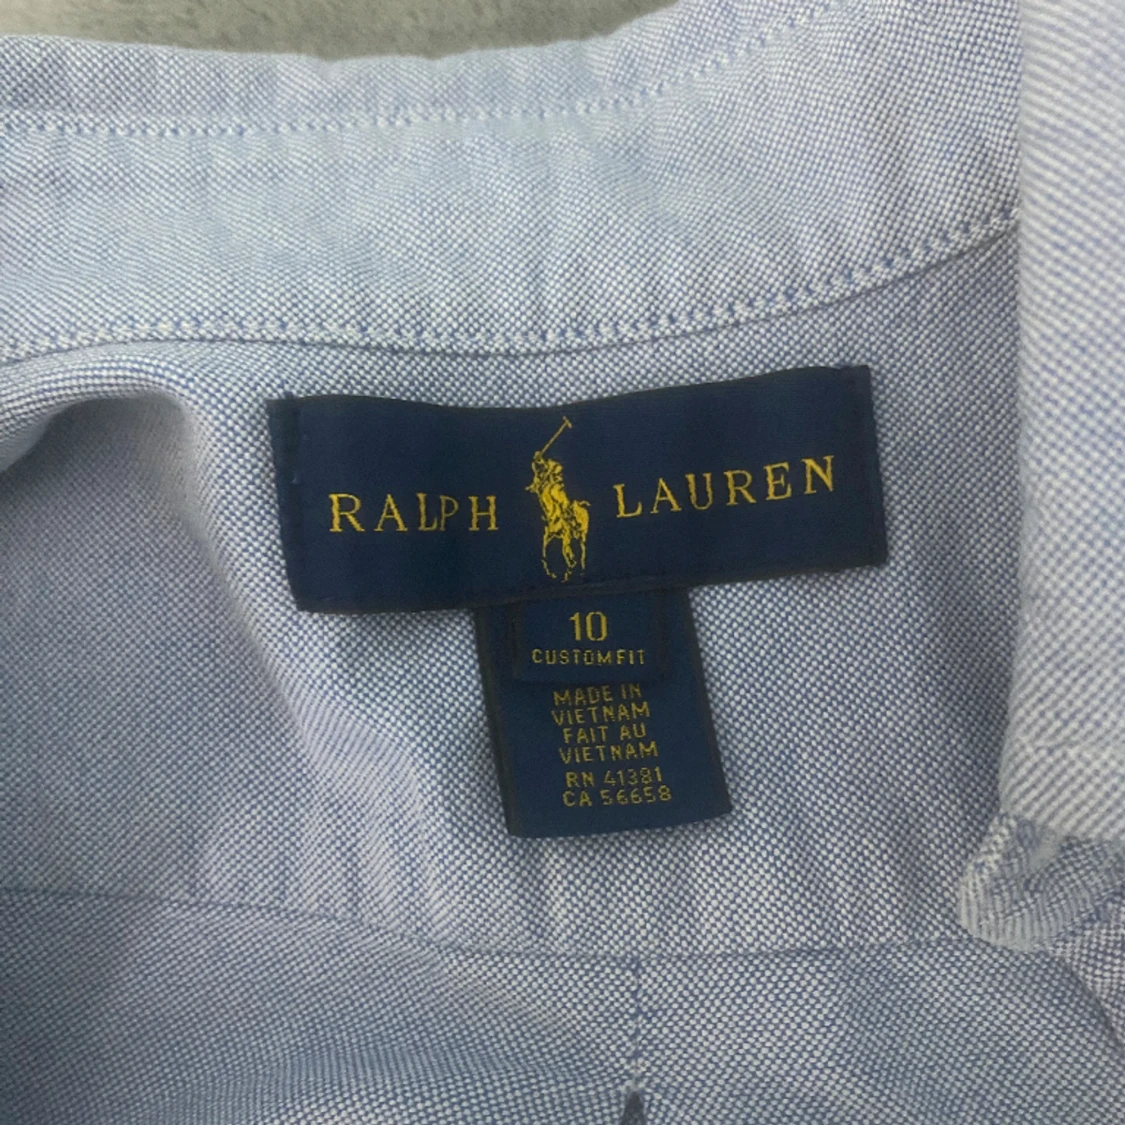 RALPH LAUREN
10
CUSTOM FIT
MADE IN
VIETNAM
FAIT AU
VIETNAM
RN 41381
CA 56658